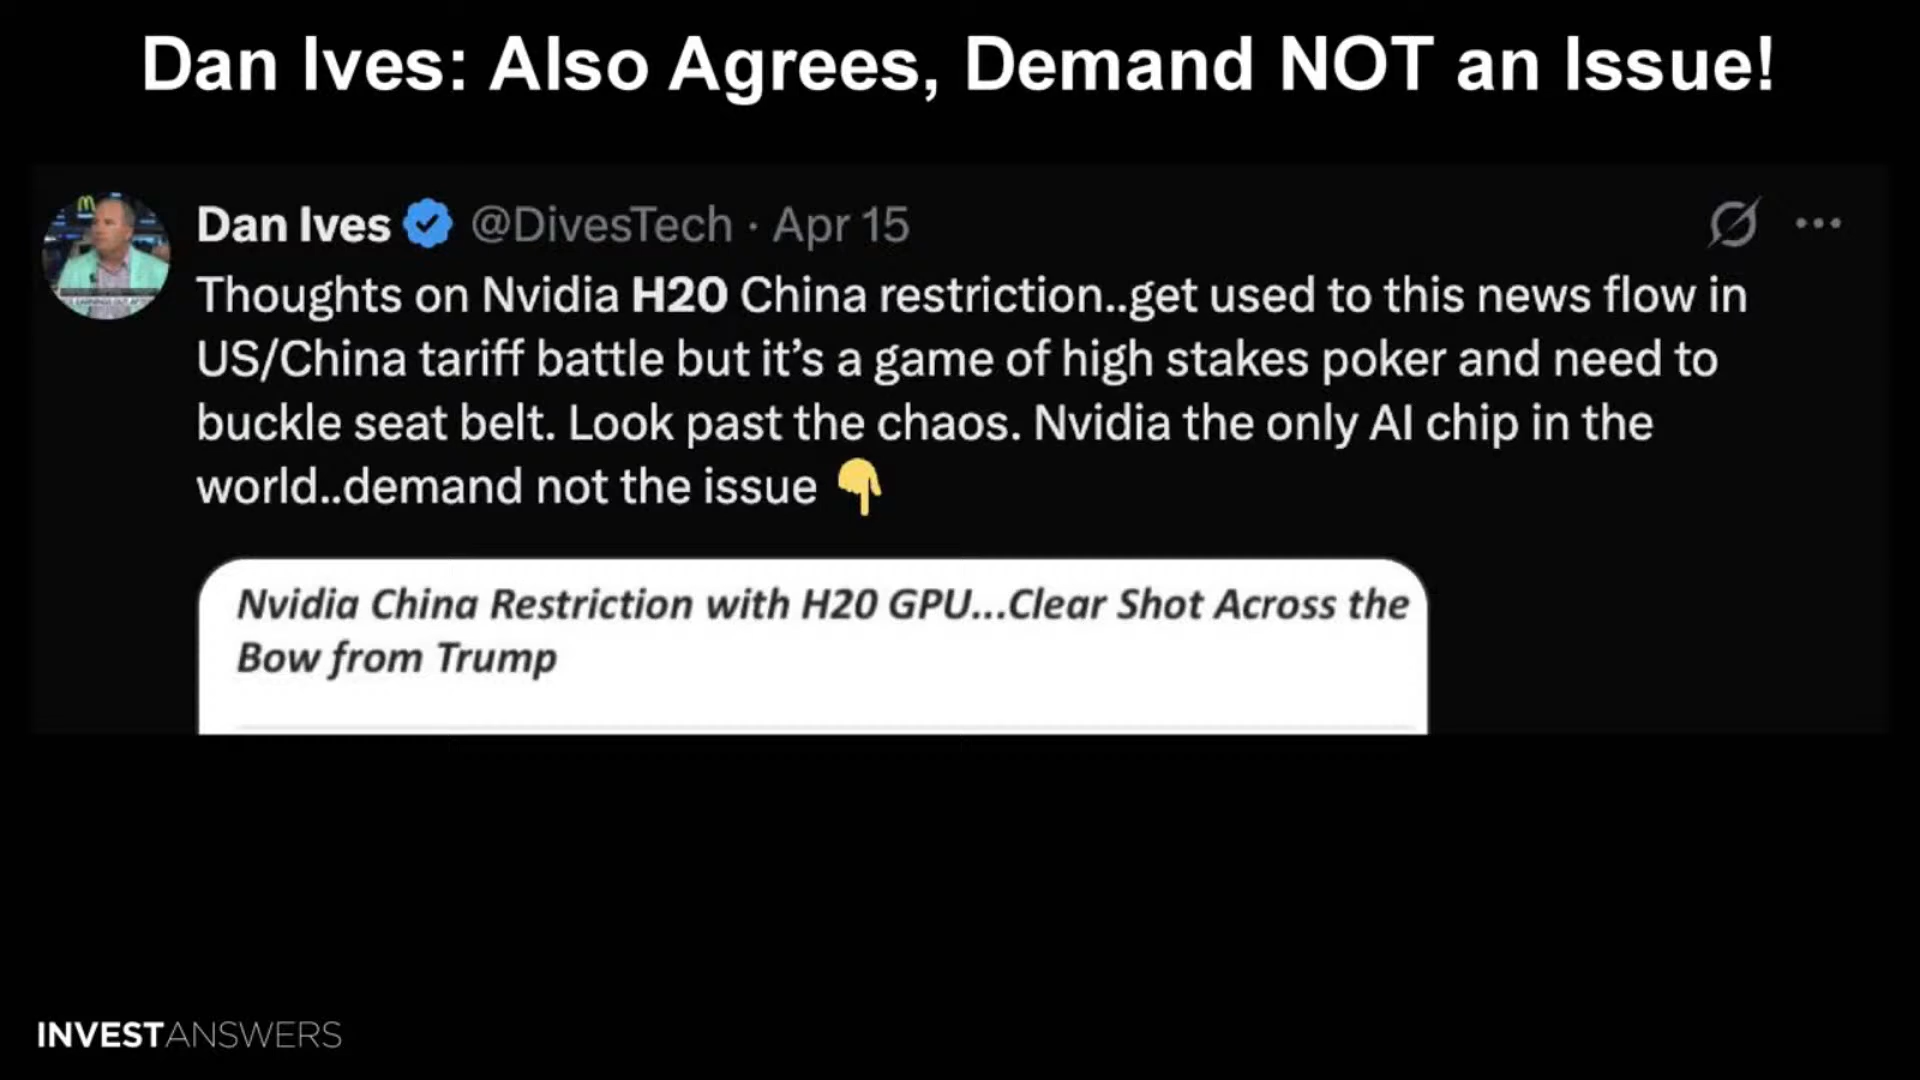 Dan Ives: Also Agrees, Demand NOT an Issue!
Dan Ives @DivesTech · Apr 15
Thoughts on Nvidia H20 China restriction..get used to this news flow in
US/China tariff battle but it’s a game of high stakes poker and need to
buckle seat belt. Look past the chaos. Nvidia the only AI chip in the
world..demand not the issue 👇
Nvidia China Restriction with H20 GPU...Clear Shot Across the
Bow from Trump
INVESTANSWERS